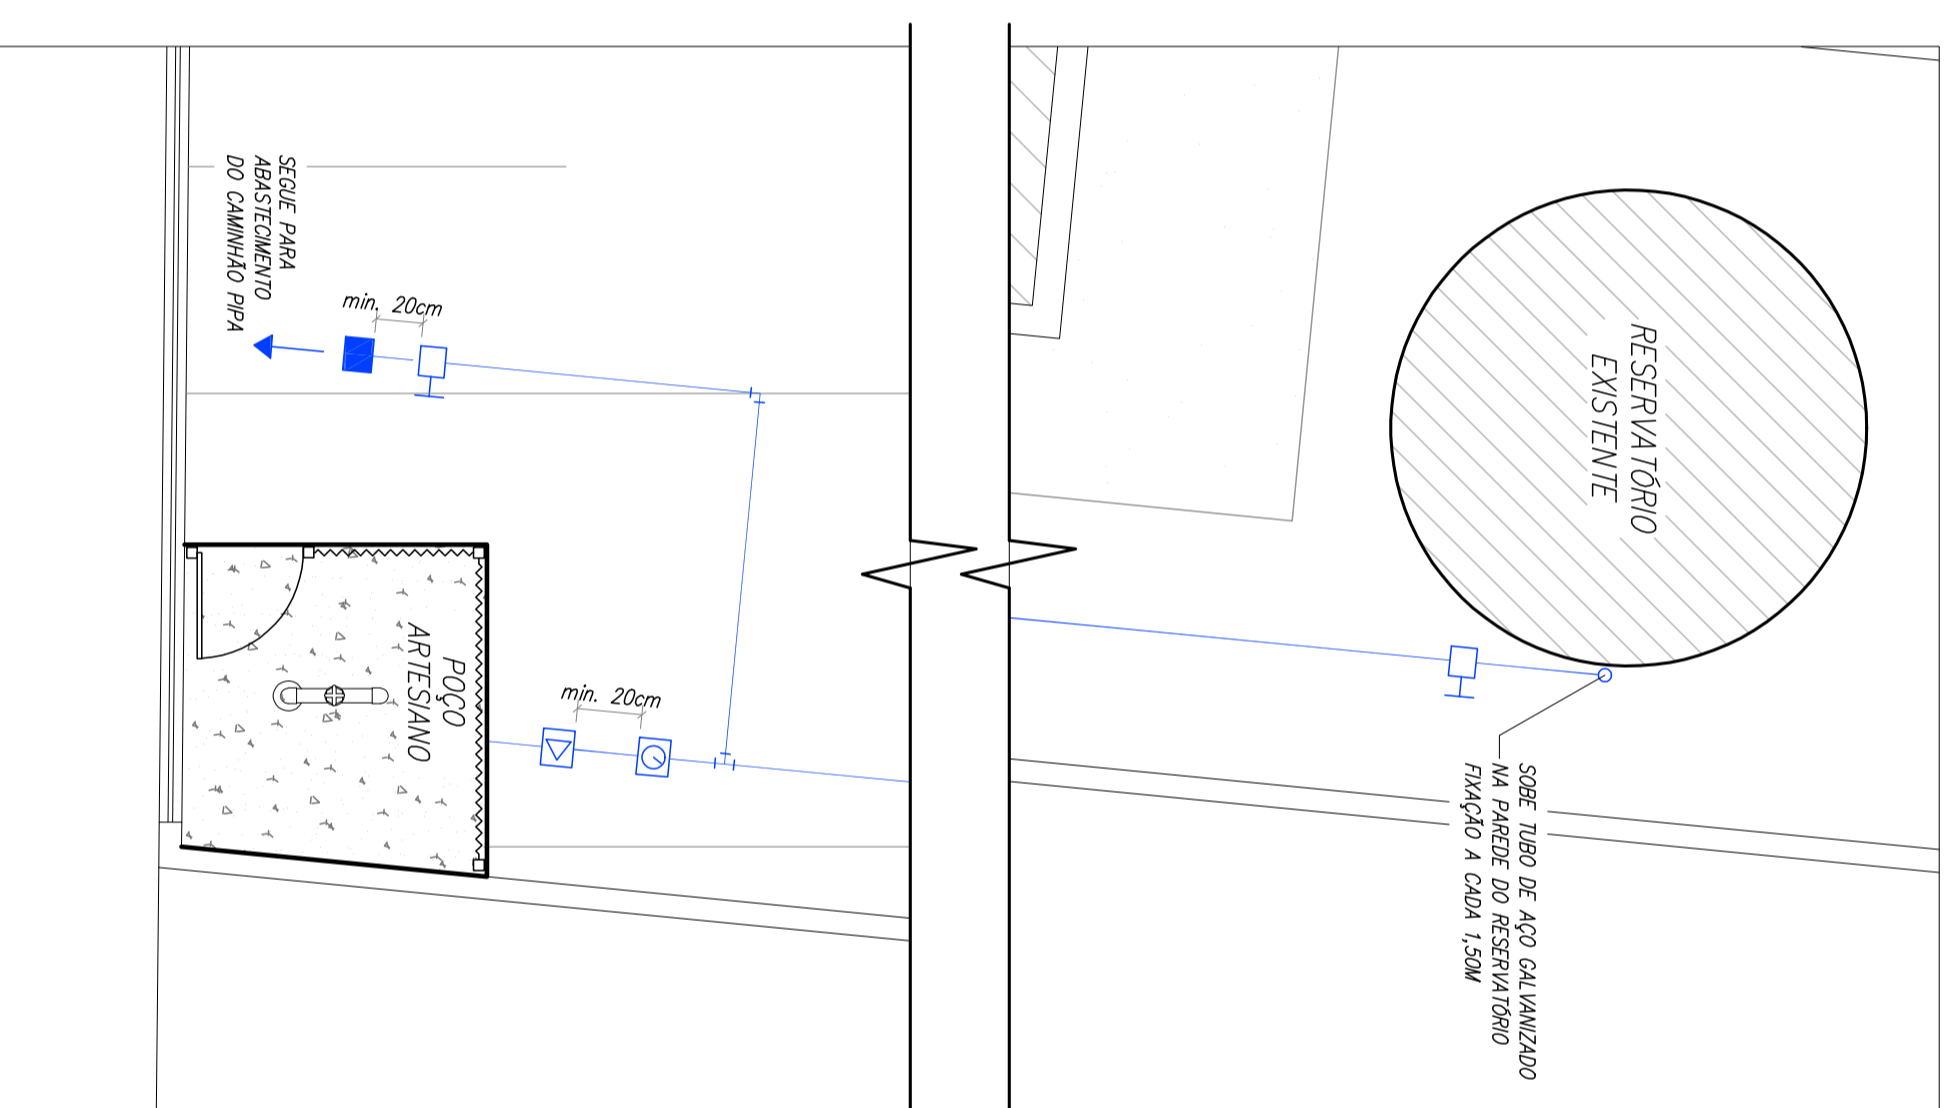 SEGUE PARA
ABASTECIMENTO
DO CAMINHÃO PIPA
min. 20cm
POÇO
ARTESIANO
min. 20cm
RESERVATÓRIO
EXISTENTE
SOBE TUBO DE AÇO GALVANIZADO
NA PAREDE DO RESERVATÓRIO
FIXAÇÃO A CADA 1,50M